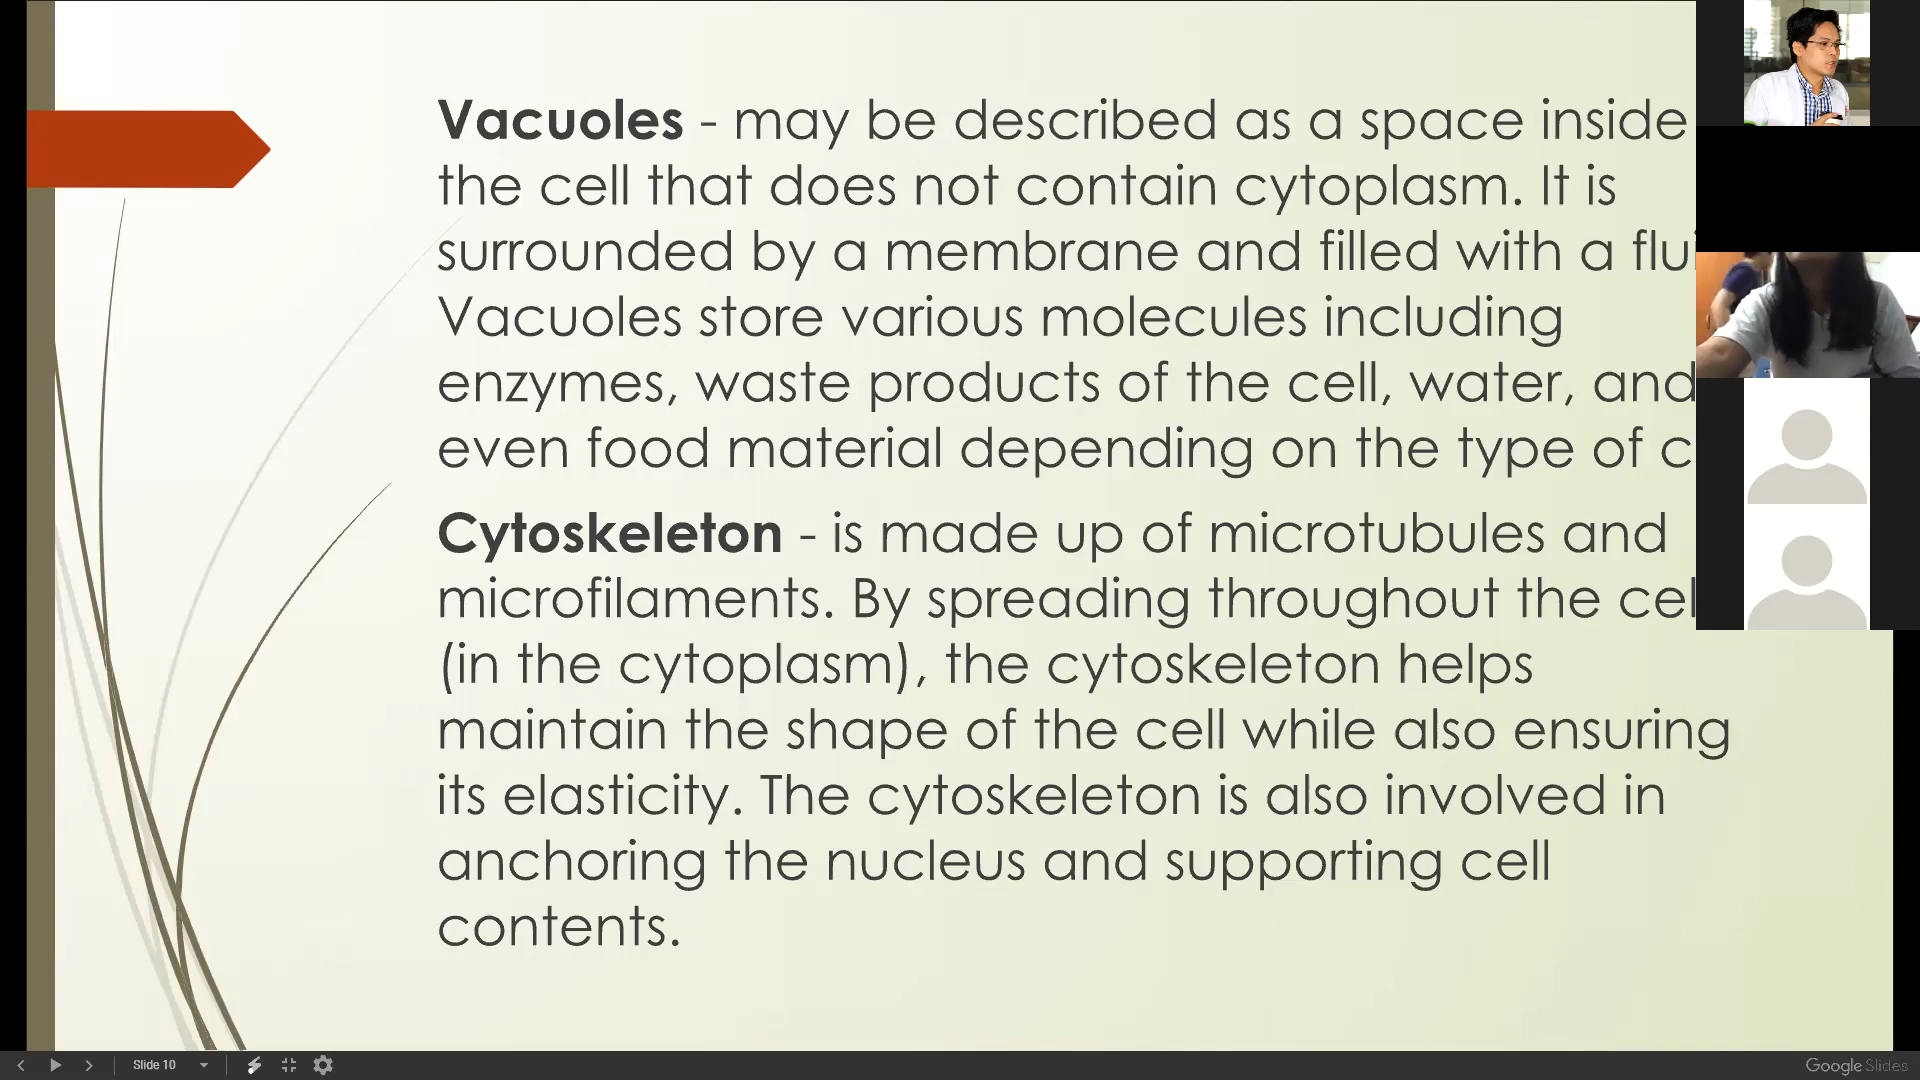 Vacuoles - may be described as a space inside
the cell that does not contain cytoplasm. It is
surrounded by a membrane and filled with a
Vacuoles store various molecules including
enzymes, waste products of the cell, water, and
even food material depending on the type of
Cytoskeleton - is made up of microtubules and
microfilaments. By spreading throughout the
(in the cytoplasm), the cytoskeleton helps
maintain the shape of the cell while also ensuring
its elasticity. The cytoskeleton is also involved in
anchoring the nucleus and supporting cell
contents.
Slide 10
Google Slides